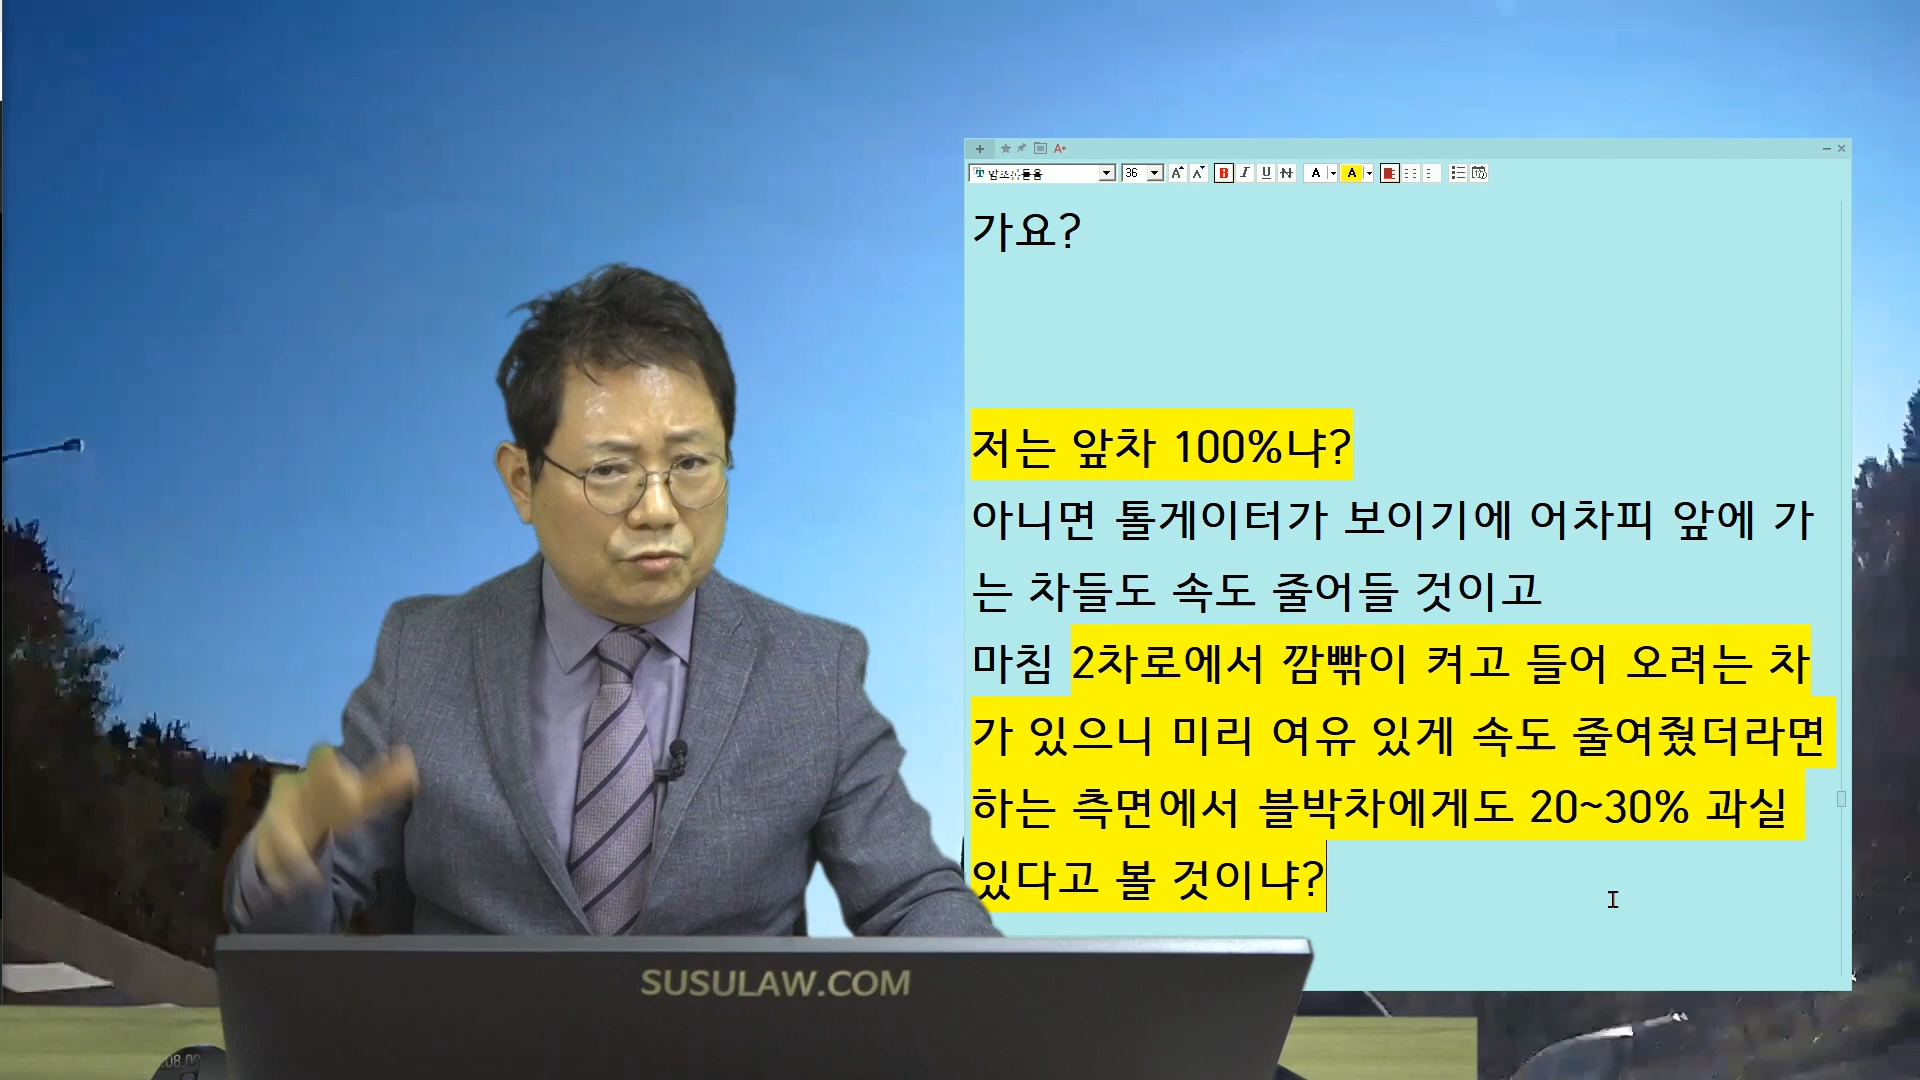 36
가요?
저는 앞차 100%냐?
아니면 톨게이터가 보이기에 어차피 앞에 가
는 차들도 속도 줄어들 것이고
마침 2차로에서 깜빡이 켜고 들어 오려는 차
가 있으니 미리 여유 있게 속도 줄여줬더라면
하는 측면에서 블박차에게도 20~30% 과실
있다고 볼 것이냐?
SUSULAW.COM